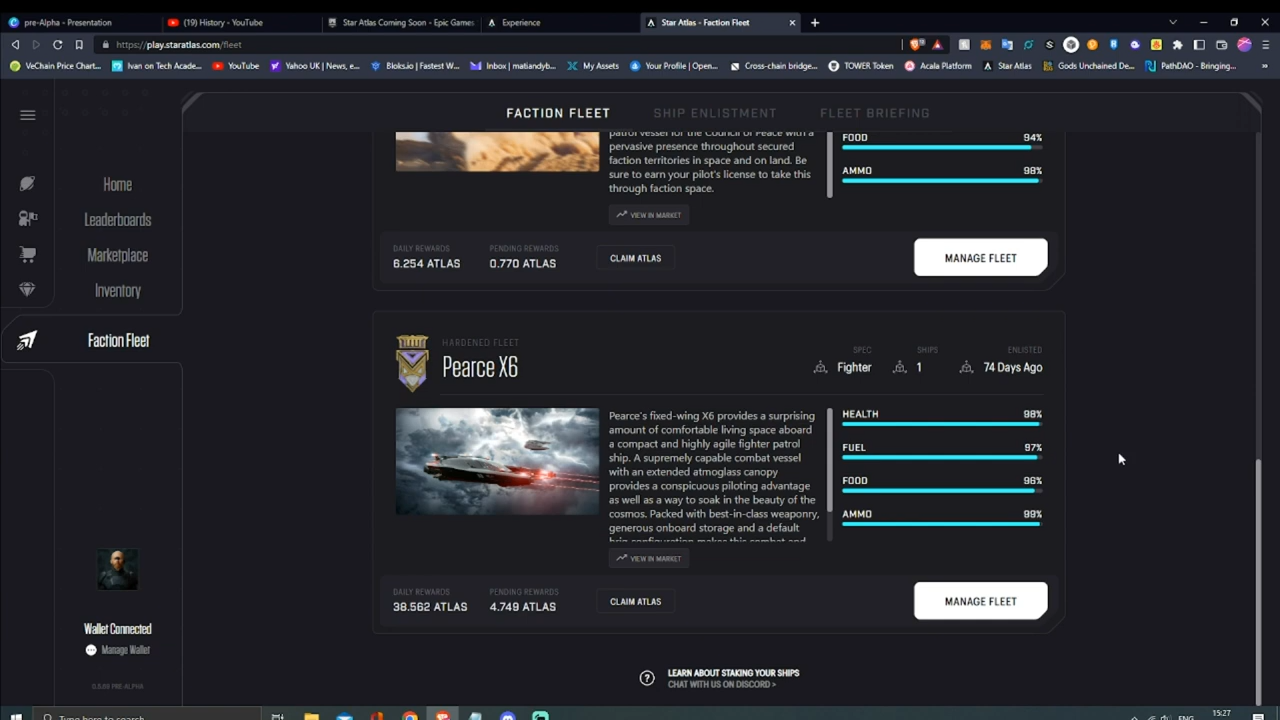 pre-Alpha - Presentation
(19) History - YouTube
Star Atlas Coming Soon - Epic Games
Experience
Star Atlas - Faction Fleet
https://play.staratlas.com/fleet
VeChain Price Chart...
Ivan on Tech Acade...
YouTube
Yahoo UK | News, e...
Bloks.io | Fastest W...
Inbox | matiandyb...
My Assets
Your Profile | Open...
Cross-chain bridge...
TOWER Token
Acala Platform
Star Atlas
Gods Unchained De...
PathDAO - Bringing...
FACTION FLEET
SHIP ENLISTMENT
FLEET BRIEFING
Home
Leaderboards
Marketplace
Inventory
Faction Fleet
patrol vessel for the Council of Peace with a
pervasive presence throughout secured
faction territories in space and on land. Be
sure to earn your pilot's license to take this
through faction space.
FOOD 94%
AMMO 98%
VIEW IN MARKET
DAILY REWARDS
6.254 ATLAS
PENDING REWARDS
0.770 ATLAS
CLAIM ATLAS
MANAGE FLEET
HARDENED FLEET
Pearce X6
SPEC
Fighter
SHIPS
1
ENLISTED
74 Days Ago
Pearce's fixed-wing X6 provides a surprising
amount of comfortable living space aboard
a compact and highly agile fighter patrol
ship. A supremely capable combat vessel
with an extended atmoglass canopy
provides a conspicuous piloting advantage
as well as a way to soak in the beauty of the
cosmos. Packed with best-in-class weaponry,
generous onboard storage and a default
brig configuration makes this combat and
HEALTH 98%
FUEL 97%
FOOD 96%
AMMO 99%
VIEW IN MARKET
DAILY REWARDS
38.562 ATLAS
PENDING REWARDS
4.749 ATLAS
CLAIM ATLAS
MANAGE FLEET
LEARN ABOUT STAKING YOUR SHIPS
CHAT WITH US ON DISCORD >
Wallet Connected
Manage Wallet
Type here to search
ENG
15:27